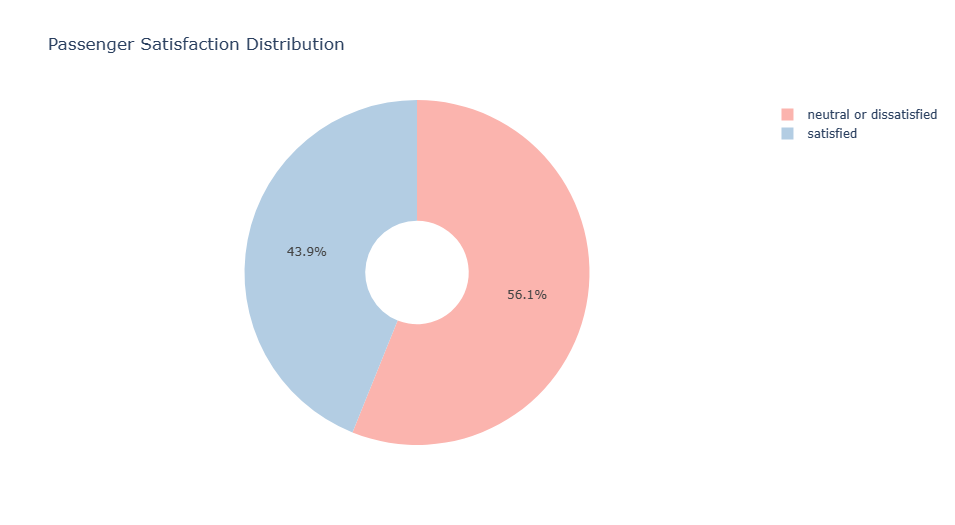 Passenger Satisfaction Distribution
neutral or dissatisfied
satisfied
43.9%
56.1%